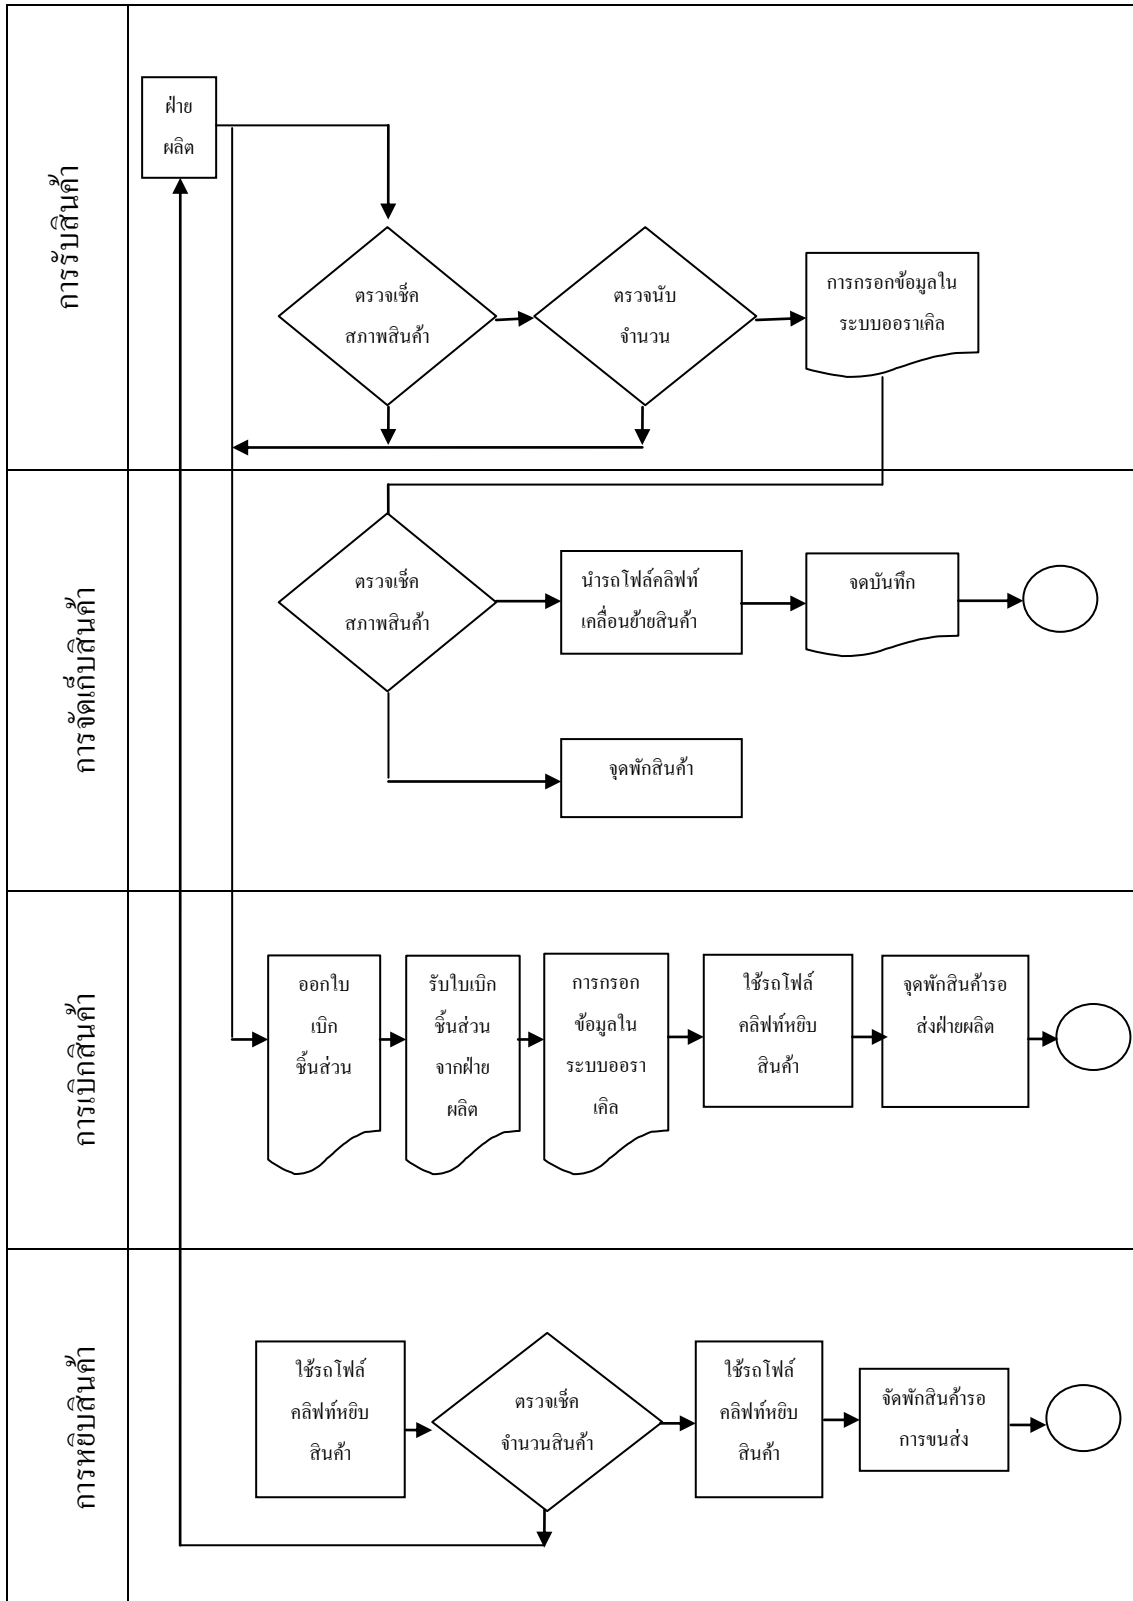 การรับสินค้า
ฝ่าย
ผลิต
ตรวจเช็ค
สภาพสินค้า
ตรวจนับ
จำนวน
การกรอกข้อมูลใน
ระบบออราเคิล
การจัดเก็บสินค้า
ตรวจเช็ค
สภาพสินค้า
นำรถโฟล์คลิฟท์
เคลื่อนย้ายสินค้า
จดบันทึก
จุดพักสินค้า
การเบิกสินค้า
ออกใบ
เบิก
ชิ้นส่วน
รับใบเบิก
ชิ้นส่วน
จากฝ่าย
ผลิต
การกรอก
ข้อมูลใน
ระบบออรา
เคิล
ใช้รถโฟล์
คลิฟท์หยิบ
สินค้า
จุดพักสินค้ารอ
ส่งฝ่ายผลิต
การหยิบสินค้า
ใช้รถโฟล์
คลิฟท์หยิบ
สินค้า
ตรวจเช็ค
จำนวนสินค้า
ใช้รถโฟล์
คลิฟท์หยิบ
สินค้า
จัดพักสินค้ารอ
การขนส่ง